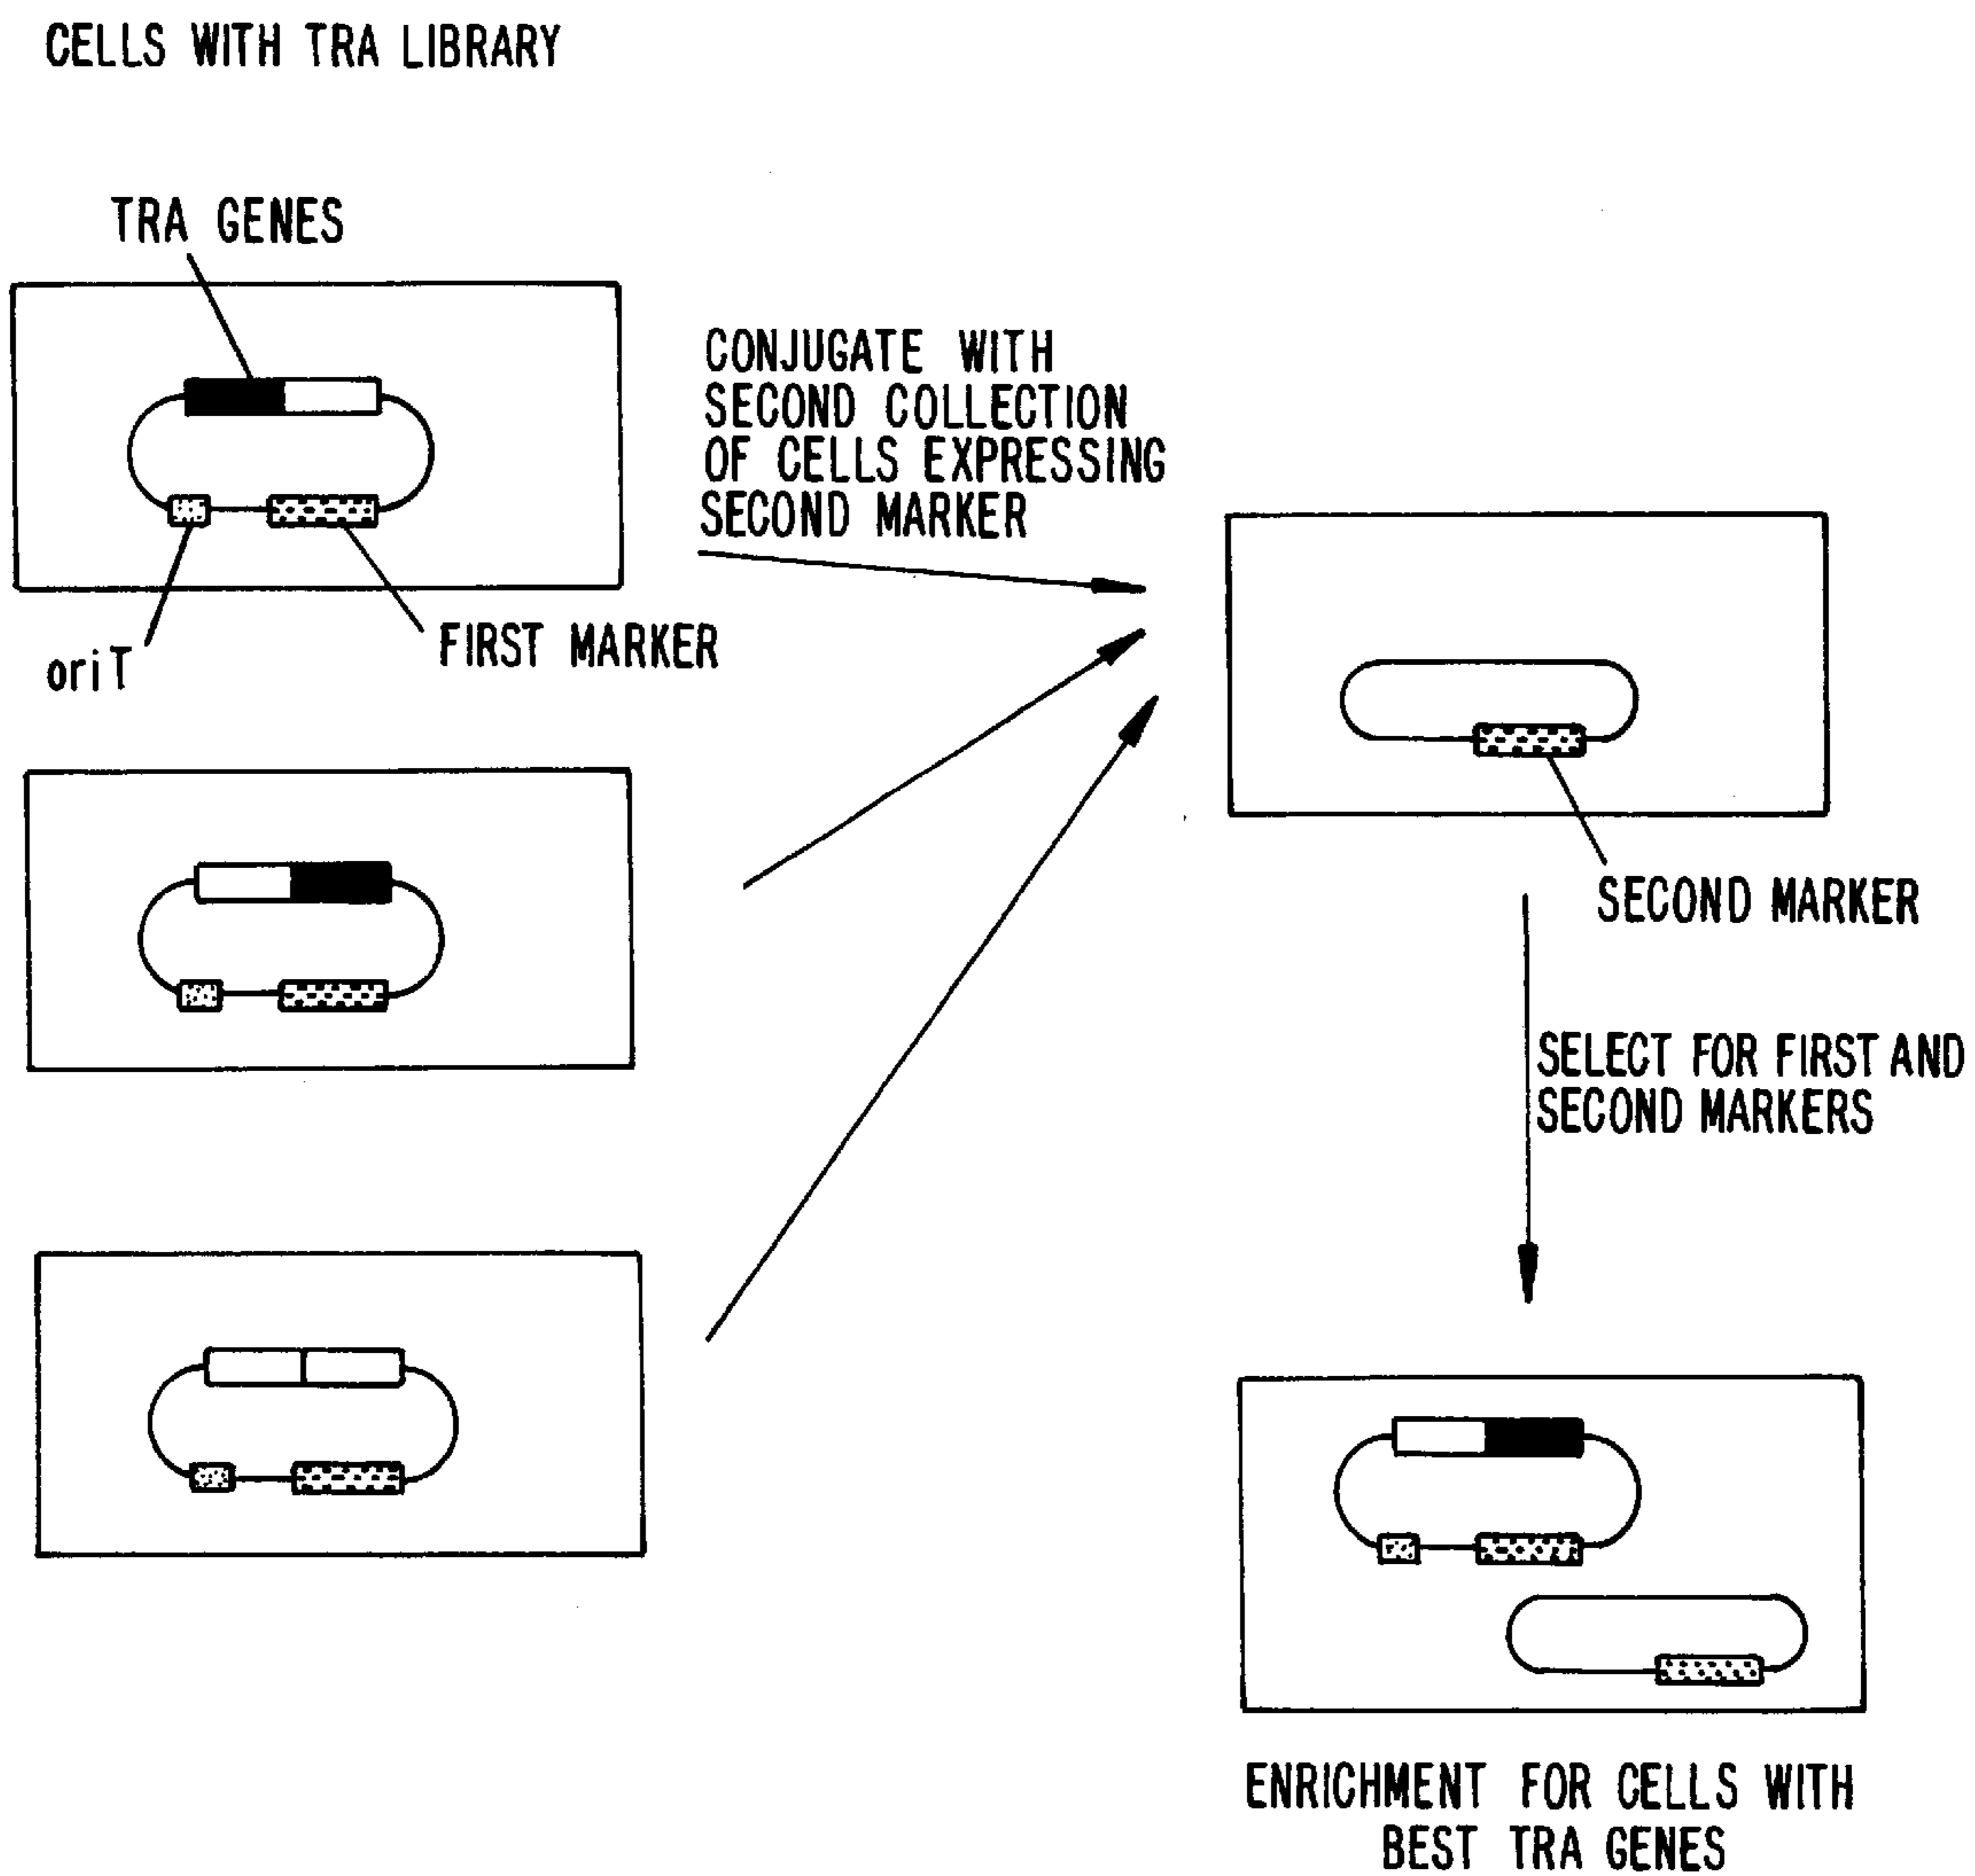 CELLS WITH TRA LIBRARY
TRA GENES
CONJUGATE WITH
SECOND COLLECTION
OF CELLS EXPRESSING
SECOND MARKER
oriT
FIRST MARKER
SECOND MARKER
SELECT FOR FIRST AND
SECOND MARKERS
ENRICHMENT FOR CELLS WITH
BEST TRA GENES